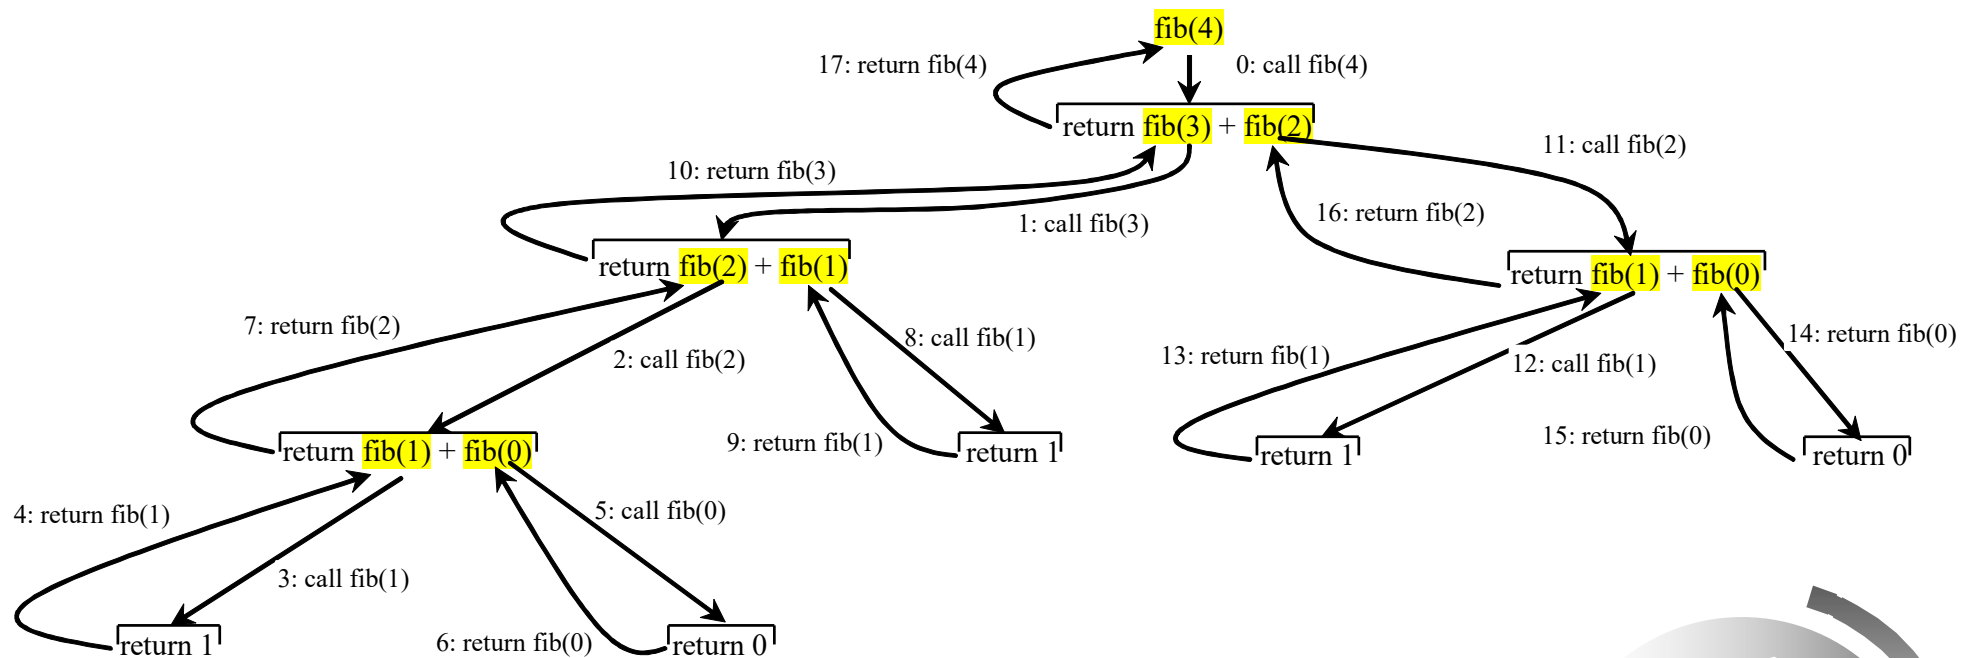 fib(4)
17: return fib(4)
0: call fib(4)
return fib(3) + fib(2)
11: call fib(2)
10: return fib(3)
1: call fib(3)
16: return fib(2)
return fib(2) + fib(1)
return fib(1) + fib(0)
7: return fib(2)
2: call fib(2)
8: call fib(1)
13: return fib(1)
12: call fib(1)
14: return fib(0)
9: return fib(1)
15: return fib(0)
return fib(1) + fib(0)
return 1
return 1
return 0
4: return fib(1)
5: call fib(0)
3: call fib(1)
6: return fib(0)
return 1
return 0